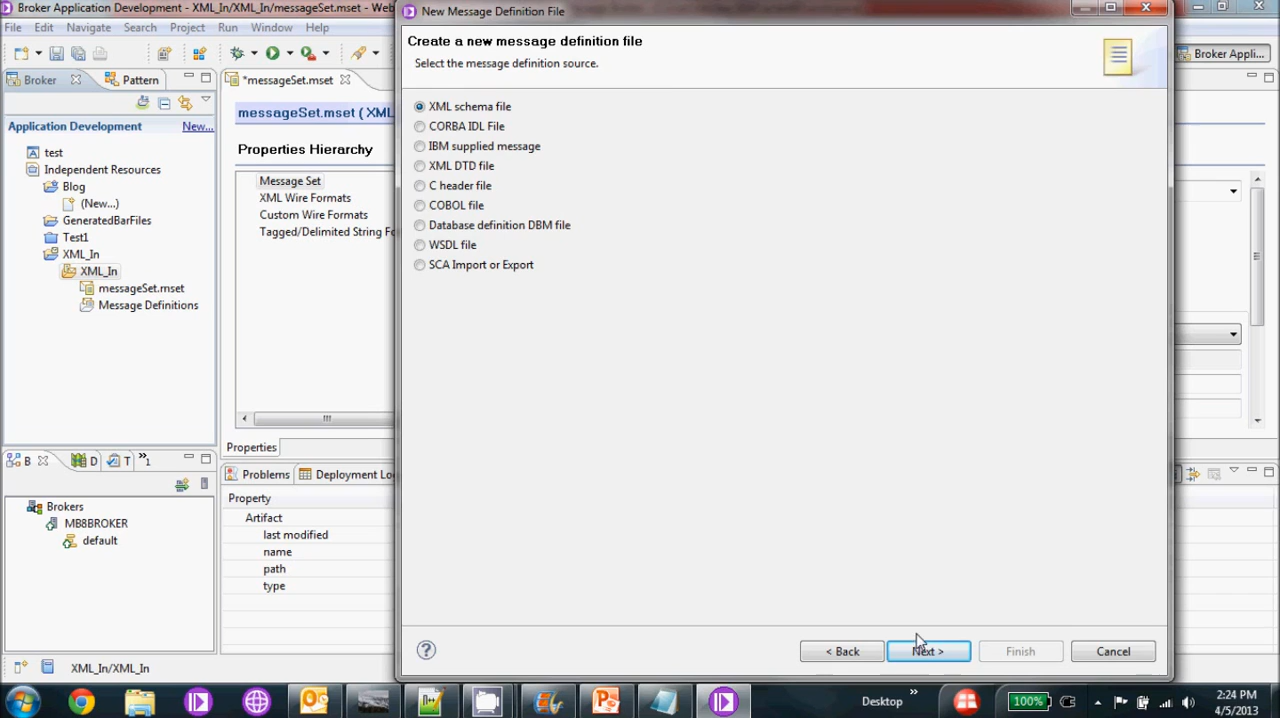 Broker Application Development - XML_In/XML_In/messageSet.mset - Web
File Edit Navigate Search Project Run Window Help
Broker
Pattern
Application Development
New...
test
Independent Resources
Blog
(New...)
GeneratedBarFiles
Test1
XML_In
XML_In
messageSet.mset
Message Definitions
B
D
T
»1
Brokers
MB8BROKER
default
XML_In/XML_In
*messageSet.mset
messageSet.mset ( XML
Properties Hierarchy
Message Set
XML Wire Formats
Custom Wire Formats
Tagged/Delimited String Fo
Properties
Problems
Deployment Lo
Property
Artifact
last modified
name
path
type
New Message Definition File
Create a new message definition file
Select the message definition source.
XML schema file
CORBA IDL File
IBM supplied message
XML DTD file
C header file
COBOL file
Database definition DBM file
WSDL file
SCA Import or Export
< Back
Next >
Finish
Cancel
Broker Appli...
Desktop
»
100%
2:24 PM
4/5/2013